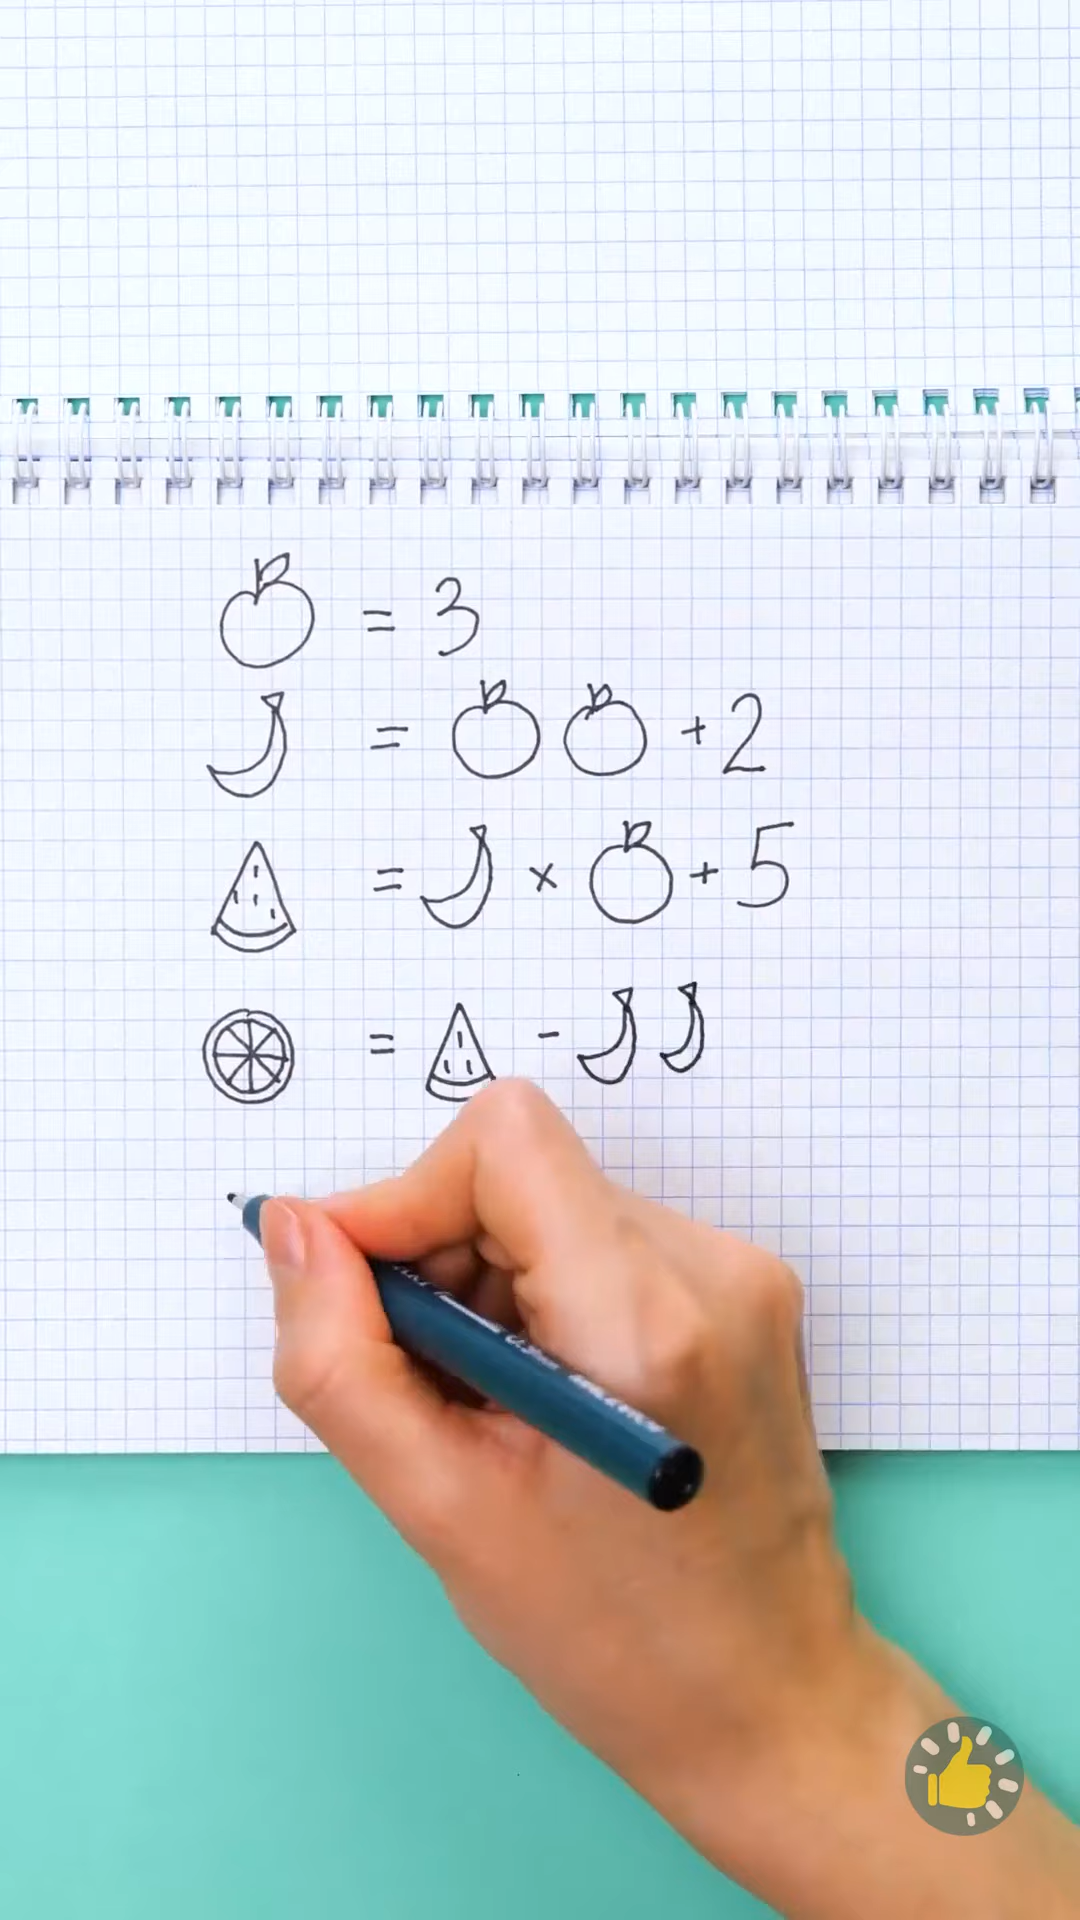 = 3
= + 2
= × + 5
= -